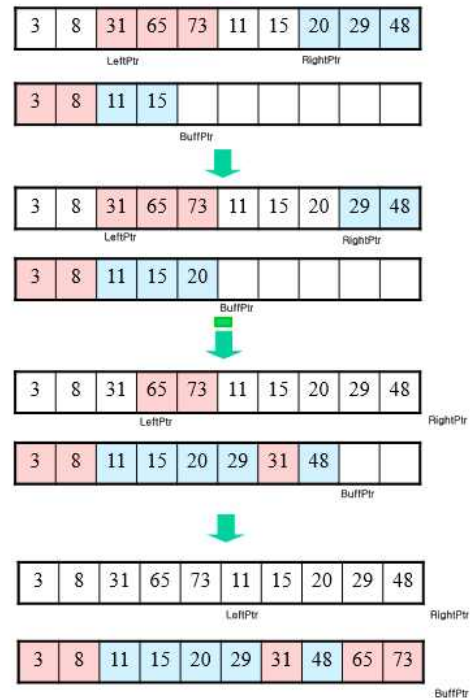 3 8 31 65 73 11 15 20 29 48
LeftPtr RightPtr
3 8 11 15
BuffPtr
3 8 31 65 73 11 15 20 29 48
LeftPtr RightPtr
3 8 11 15 20
BuffPtr
3 8 31 65 73 11 15 20 29 48
LeftPtr RightPtr
3 8 11 15 20 29 31 48
BuffPtr
3 8 31 65 73 11 15 20 29 48
LeftPtr RightPtr
3 8 11 15 20 29 31 48 65 73
BuffPtr